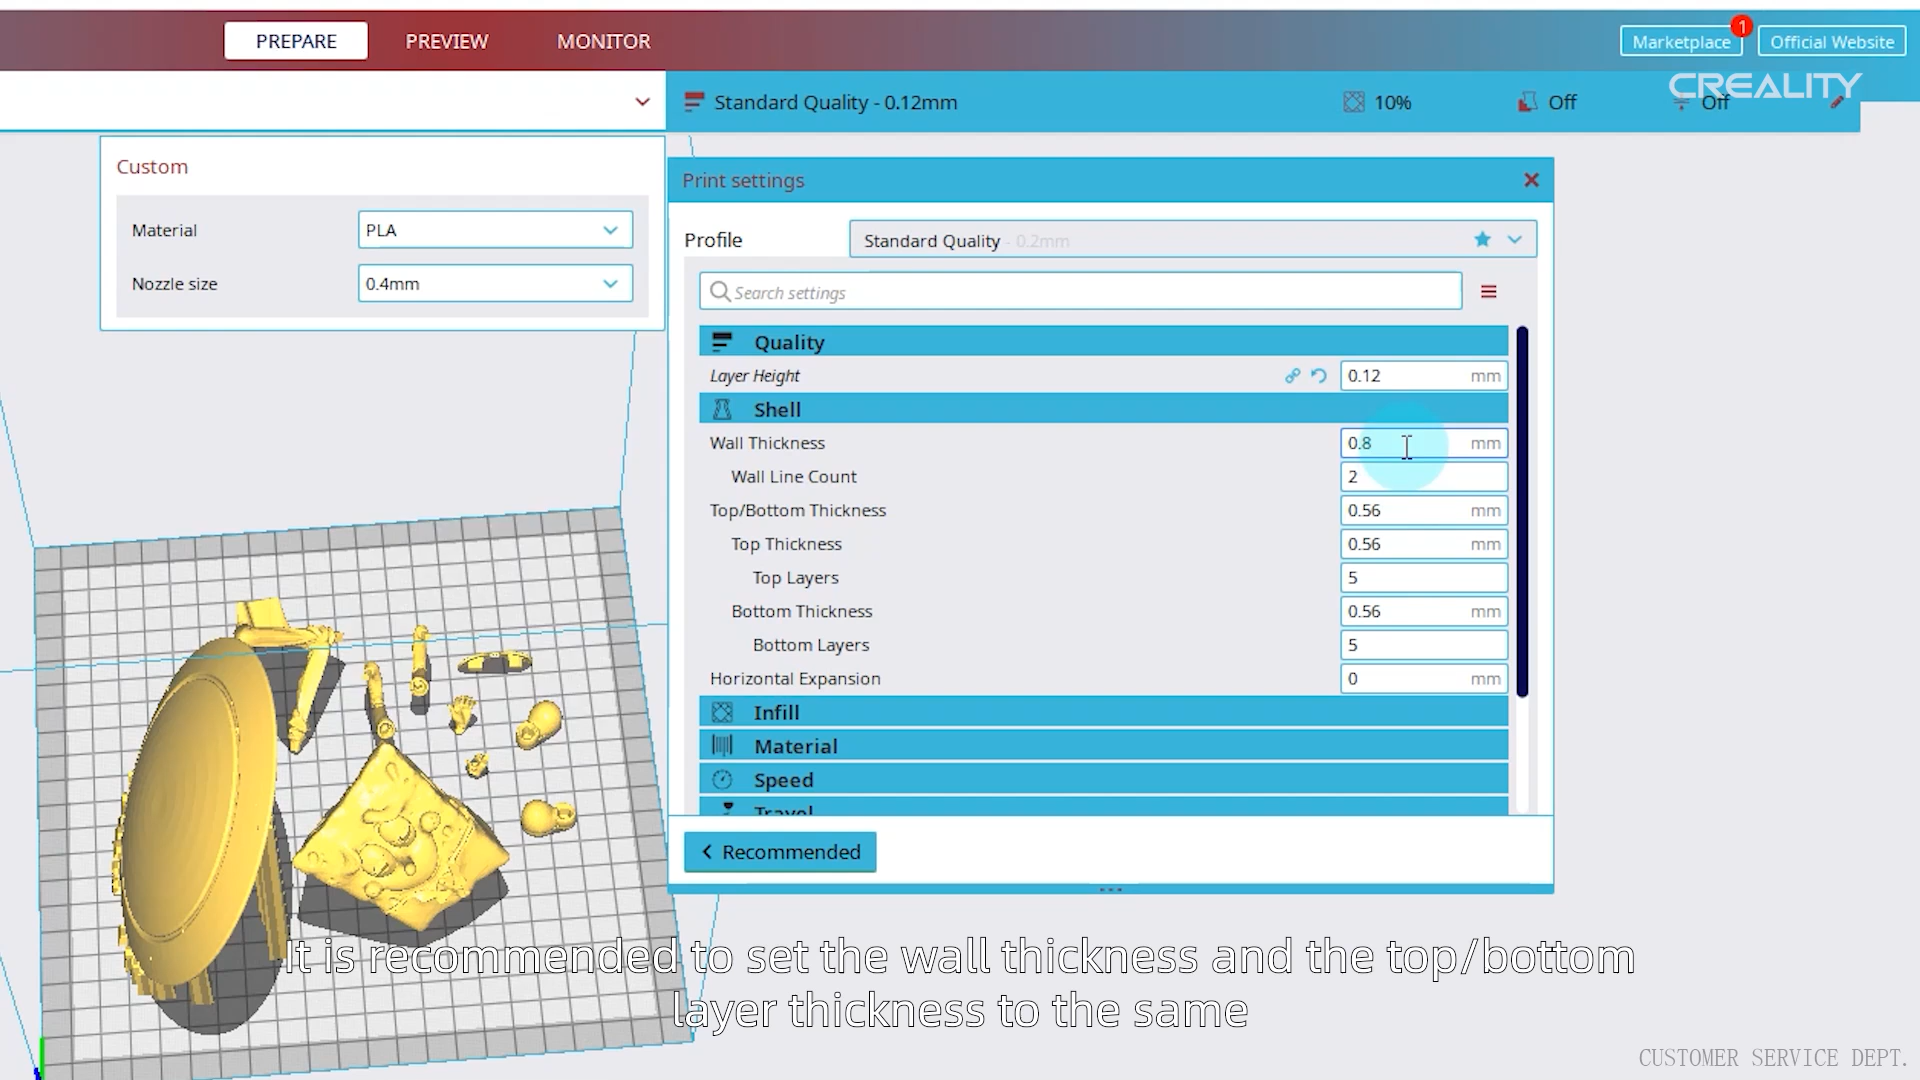 PREPARE
PREVIEW
MONITOR
Marketplace
1
Official Website
CREALITY
Standard Quality - 0.12mm
10%
Off
Off
Custom
Material
PLA
Nozzle size
0.4mm
Print settings
Profile
Standard Quality - 0.2mm
Search settings
Quality
Layer Height
0.12 mm
Shell
Wall Thickness
0.8 mm
Wall Line Count
2
Top/Bottom Thickness
0.56 mm
Top Thickness
0.56 mm
Top Layers
5
Bottom Thickness
0.56 mm
Bottom Layers
5
Horizontal Expansion
0 mm
Infill
Material
Speed
Travel
Recommended
It is recommended to set the wall thickness and the top/bottom
layer thickness to the same
CUSTOMER SERVICE DEPT.